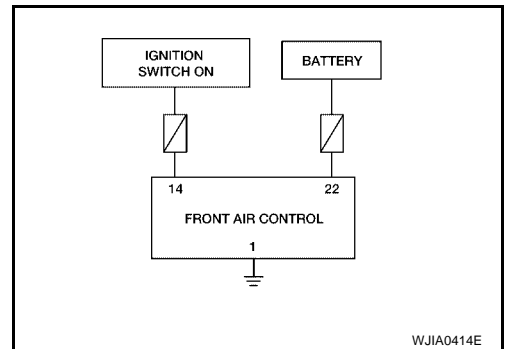 IGNITION
SWITCH ON
BATTERY
14
22
FRONT AIR CONTROL
1
WJIA0414E